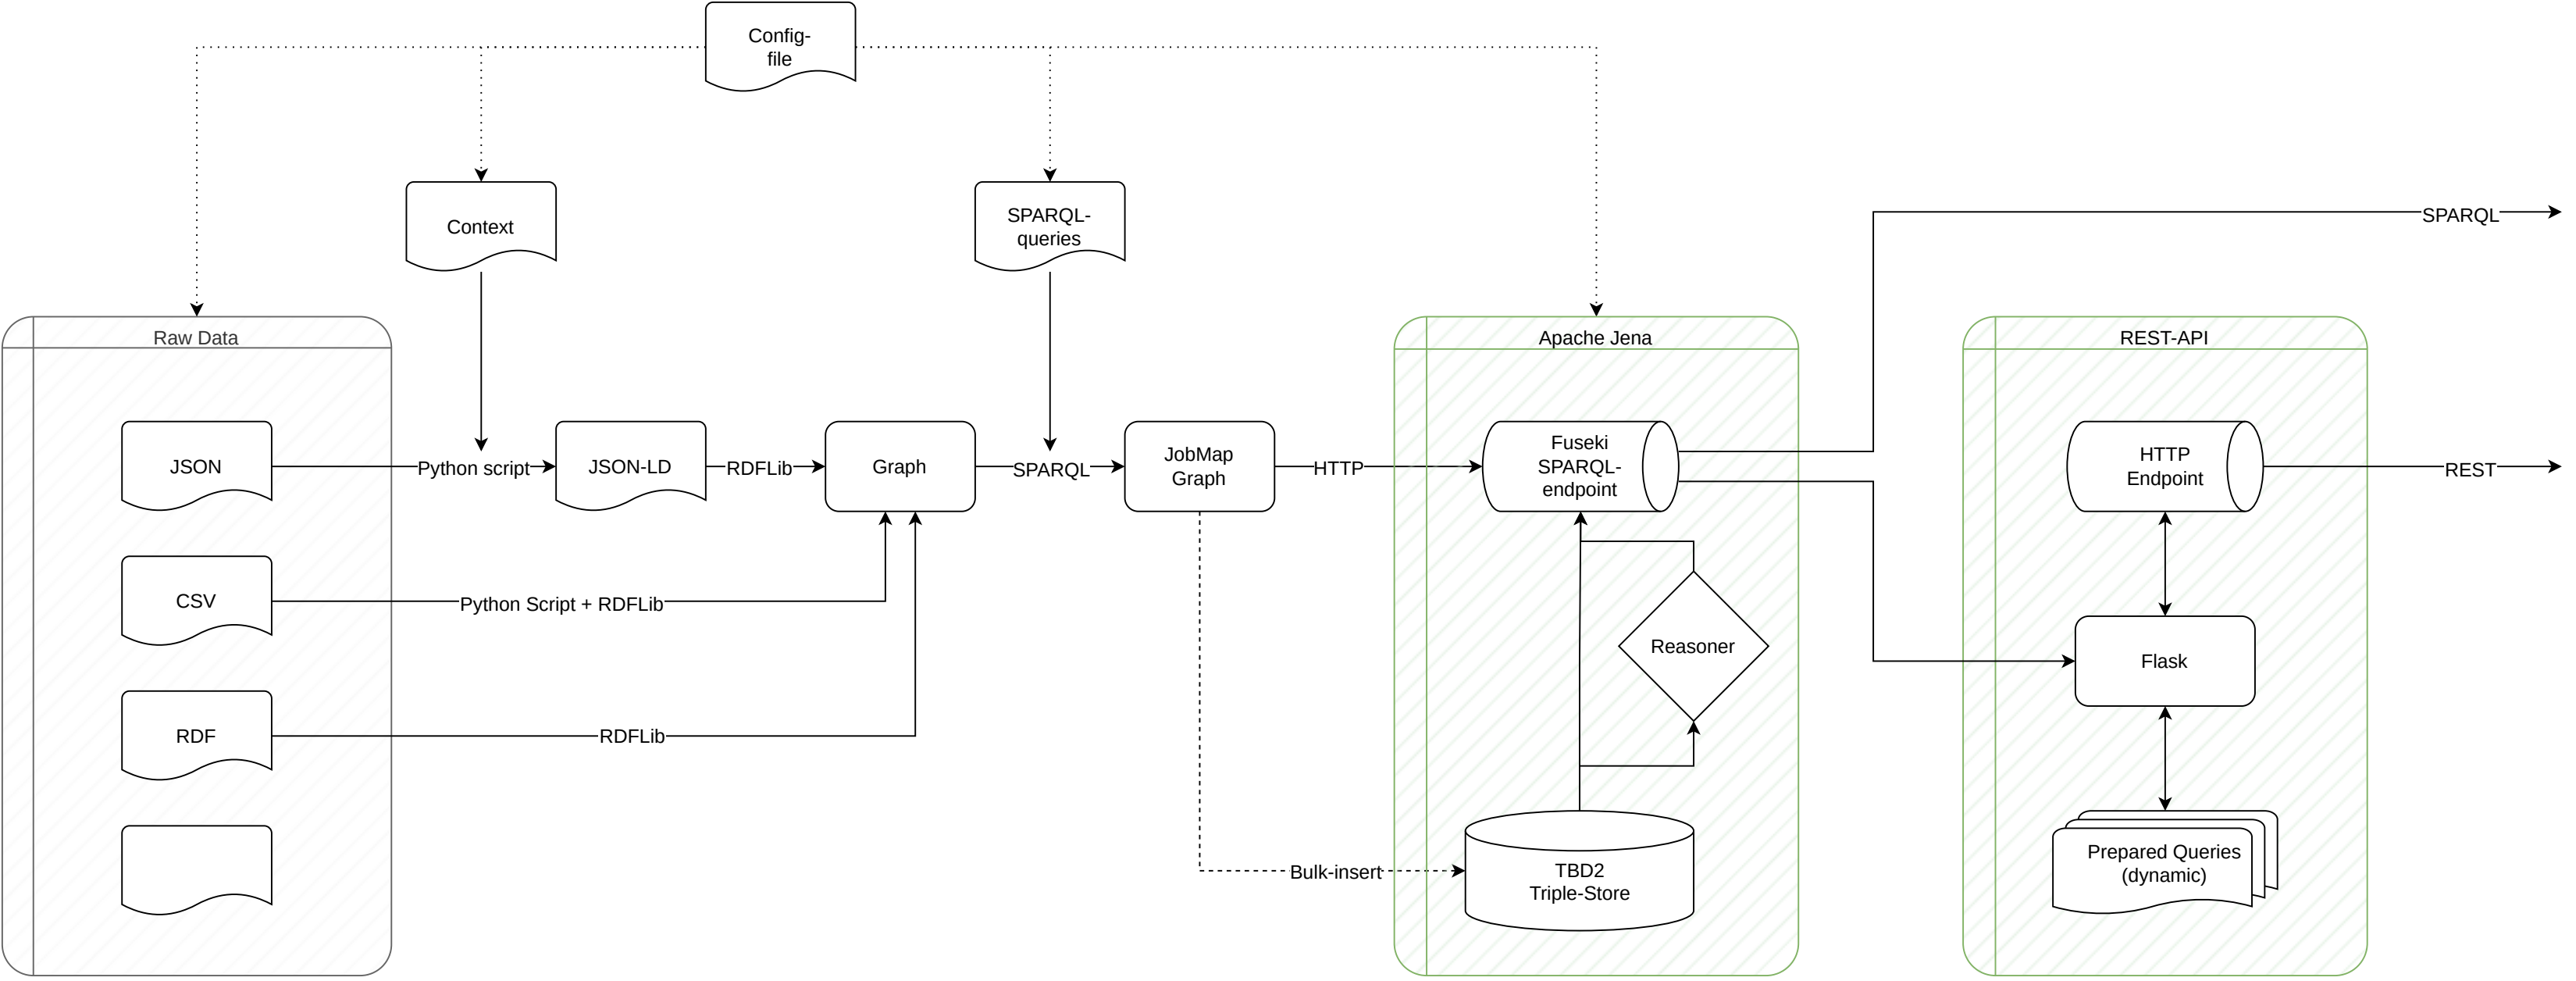 Config-
file
Context
SPARQL-
queries
SPARQL
Raw Data
Apache Jena
REST-API
JSON
Python script
JSON-LD
RDFLib
Graph
SPARQL
JobMap
Graph
HTTP
Fuseki
SPARQL-
endpoint
HTTP
Endpoint
REST
CSV
Python Script + RDFLib
Reasoner
Flask
RDF
RDFLib
Bulk-insert
TBD2
Triple-Store
Prepared Queries
(dynamic)